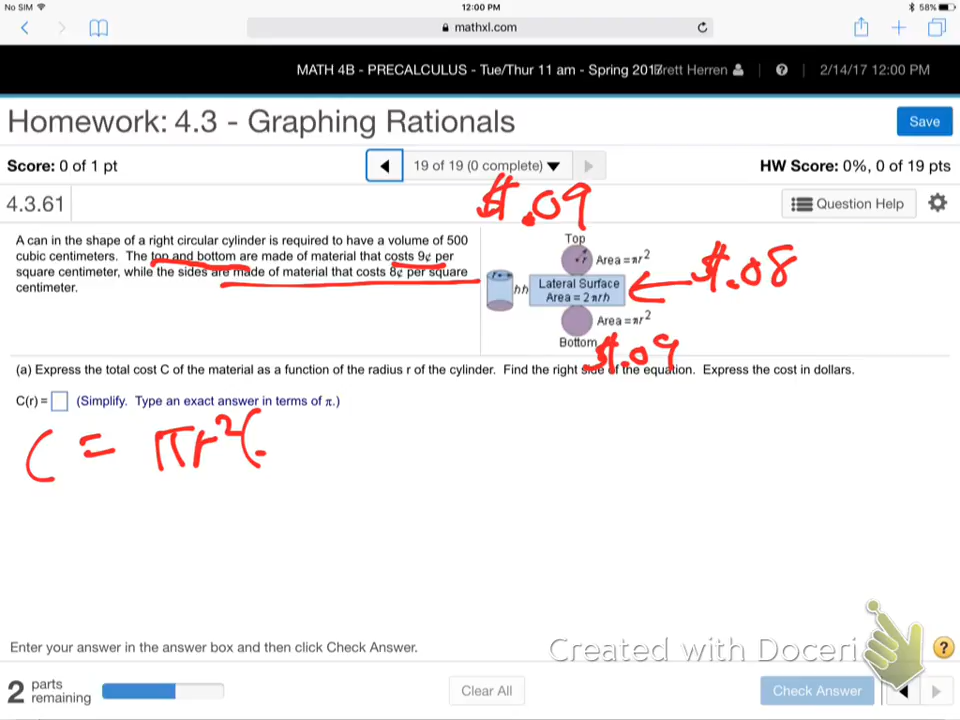 No SIM
12:00 PM
58%
mathxl.com
MATH 4B - PRECALCULUS - Tue/Thur 11 am - Spring 2017
Brett Herren
2/14/17 12:00 PM
Homework: 4.3 - Graphing Rationals
Save
Score: 0 of 1 pt
19 of 19 (0 complete)
HW Score: 0%, 0 of 19 pts
4.3.61
Question Help
$.09
A can in the shape of a right circular cylinder is required to have a volume of 500
cubic centimeters. The top and bottom are made of material that costs 9¢ per
square centimeter, while the sides are made of material that costs 8¢ per square
centimeter.
Top
r
Area = πr²
$.08
h
h
Lateral Surface
Area = 2πrh
Area = πr²
Bottom
$.09
(a) Express the total cost C of the material as a function of the radius r of the cylinder. Find the right side of the equation. Express the cost in dollars.
C(r) = (Simplify. Type an exact answer in terms of π.)
C = πr²(.
Created with Doceri
Enter your answer in the answer box and then click Check Answer.
?
2 parts
remaining
Clear All
Check Answer